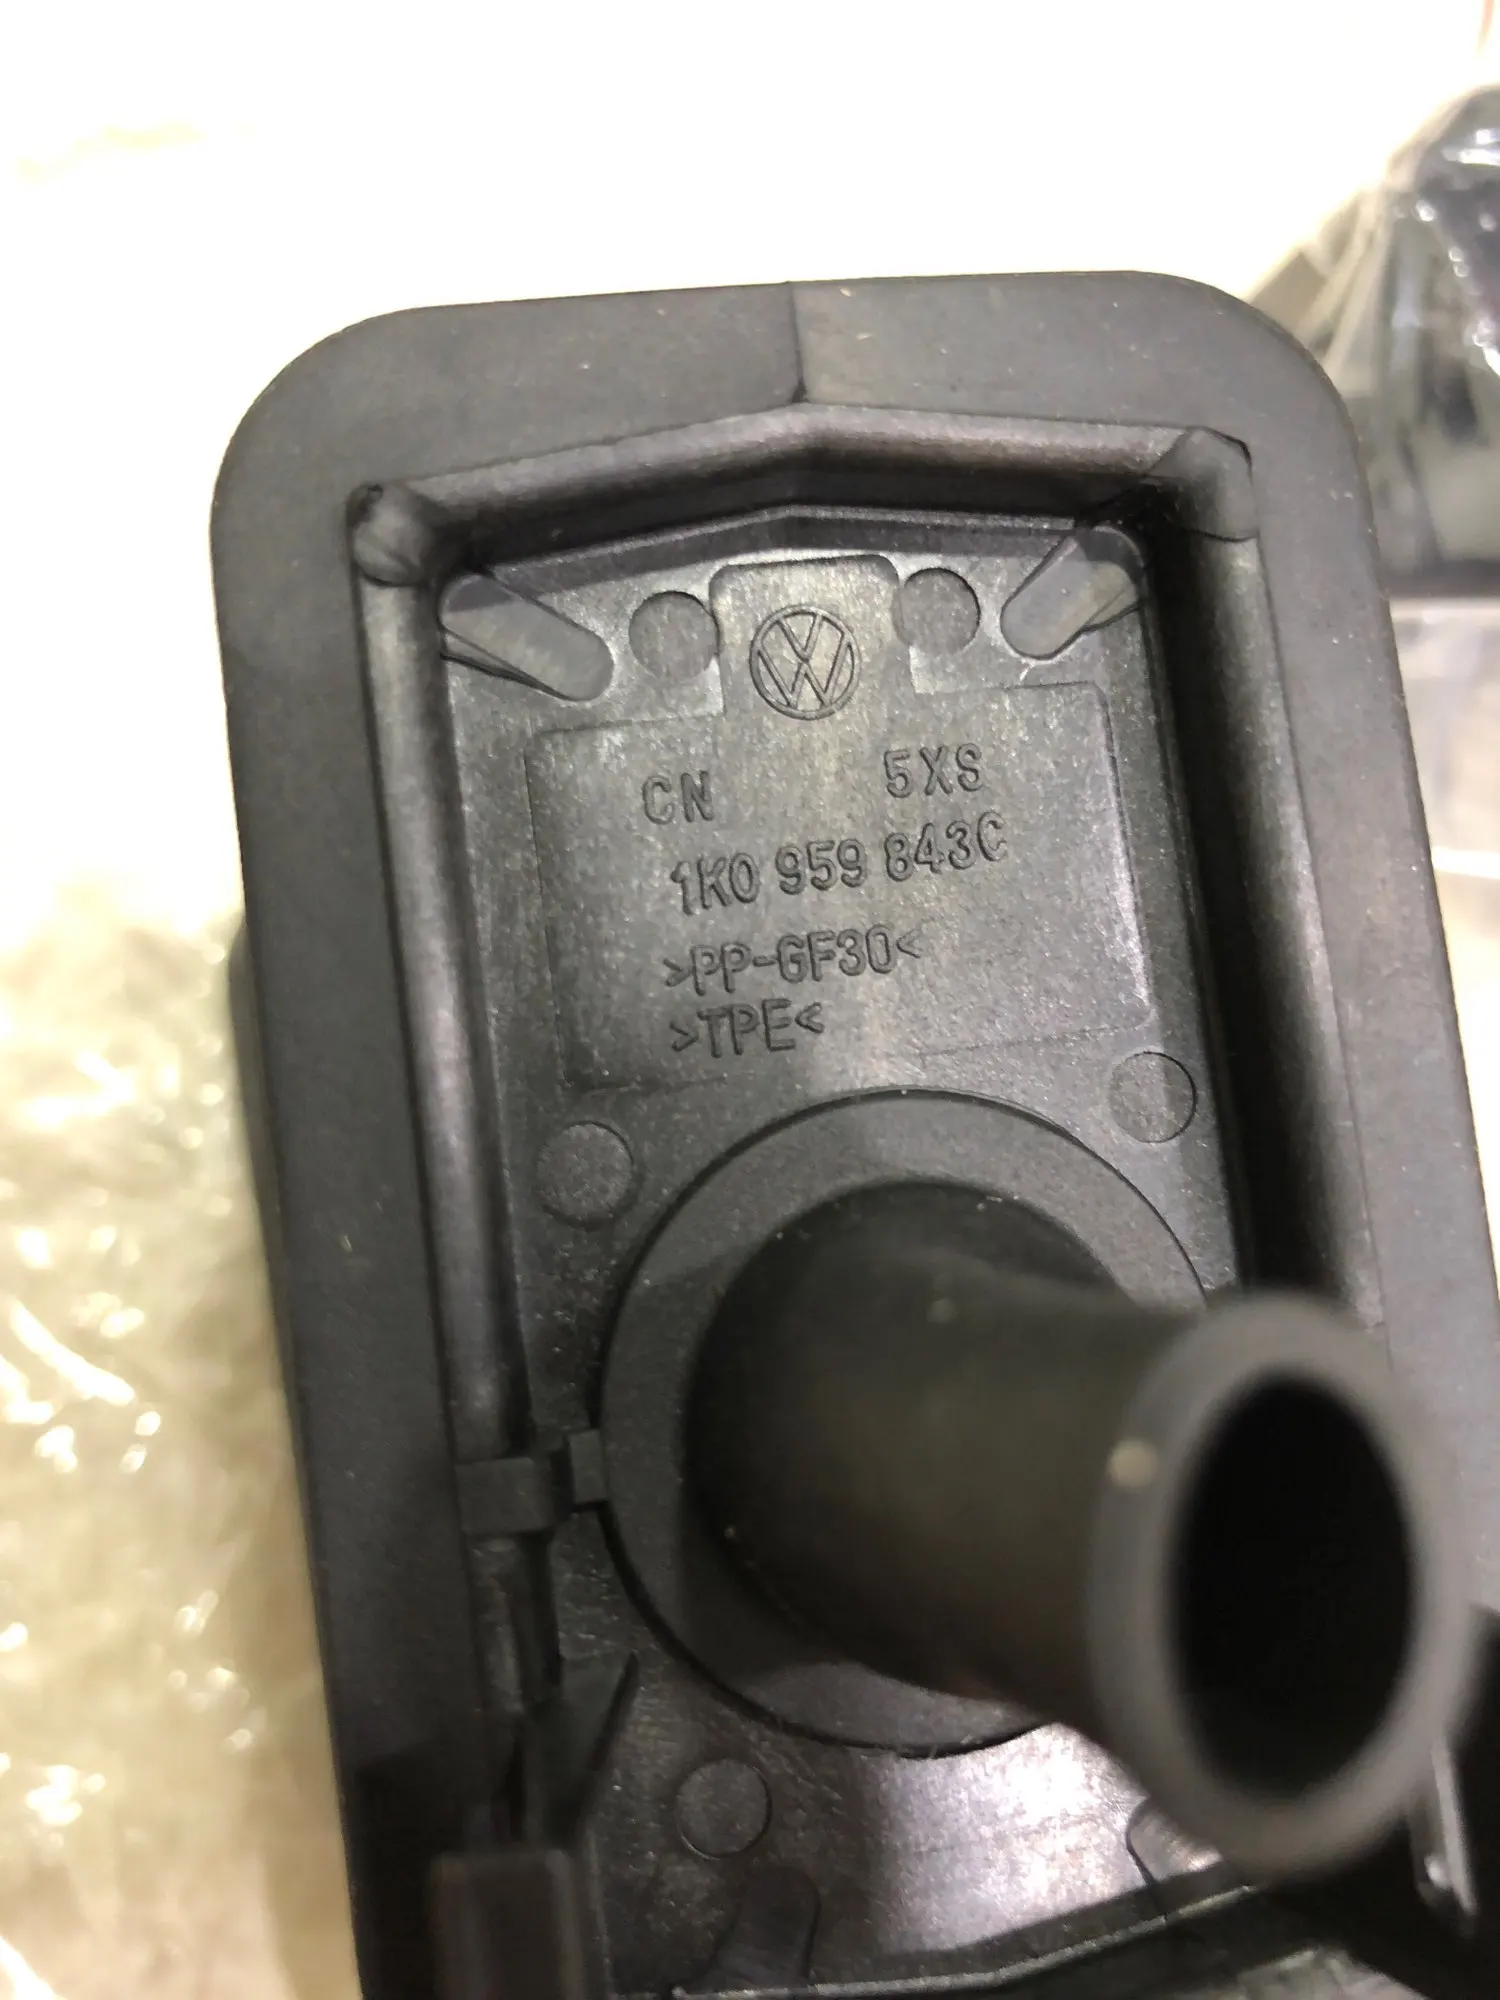 CN 5XS
1K0 959 843C
>PP-GF30<
>TPE<